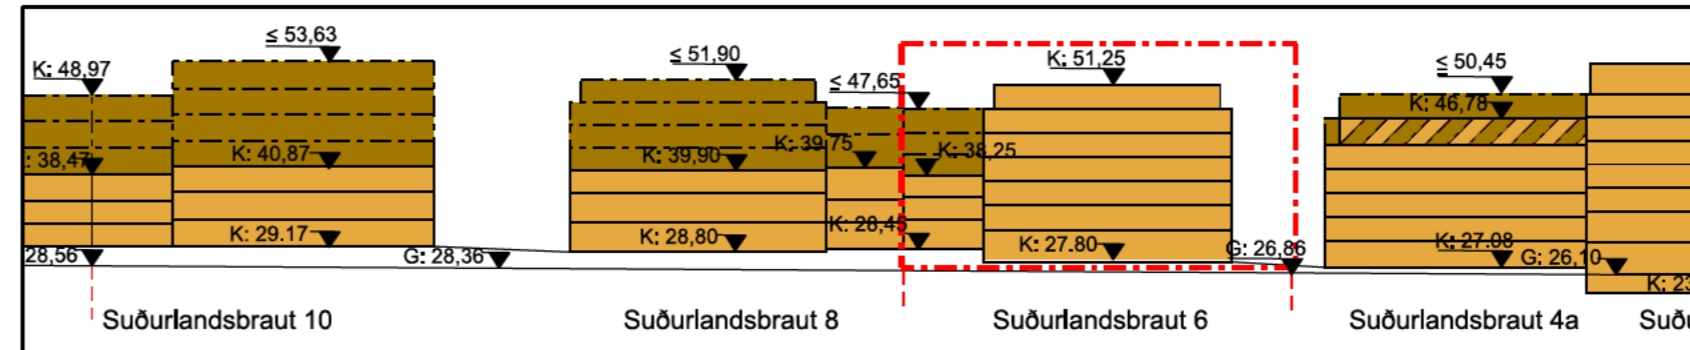 ≤ 53,63
K: 48,97
≤ 51,90
≤ 47,65
K: 51,25
≤ 50,45
K: 46,78
: 38,47
K: 40,87
K: 39,90
K: 39,75
K: 38,25
K: 29.17
K: 28,80
K: 28,45
K: 27.80
G: 26,86
K: 27.08
28,56
G: 28,36
G: 26,10
K: 23
Suðurlandsbraut 10
Suðurlandsbraut 8
Suðurlandsbraut 6
Suðurlandsbraut 4a
Suðu